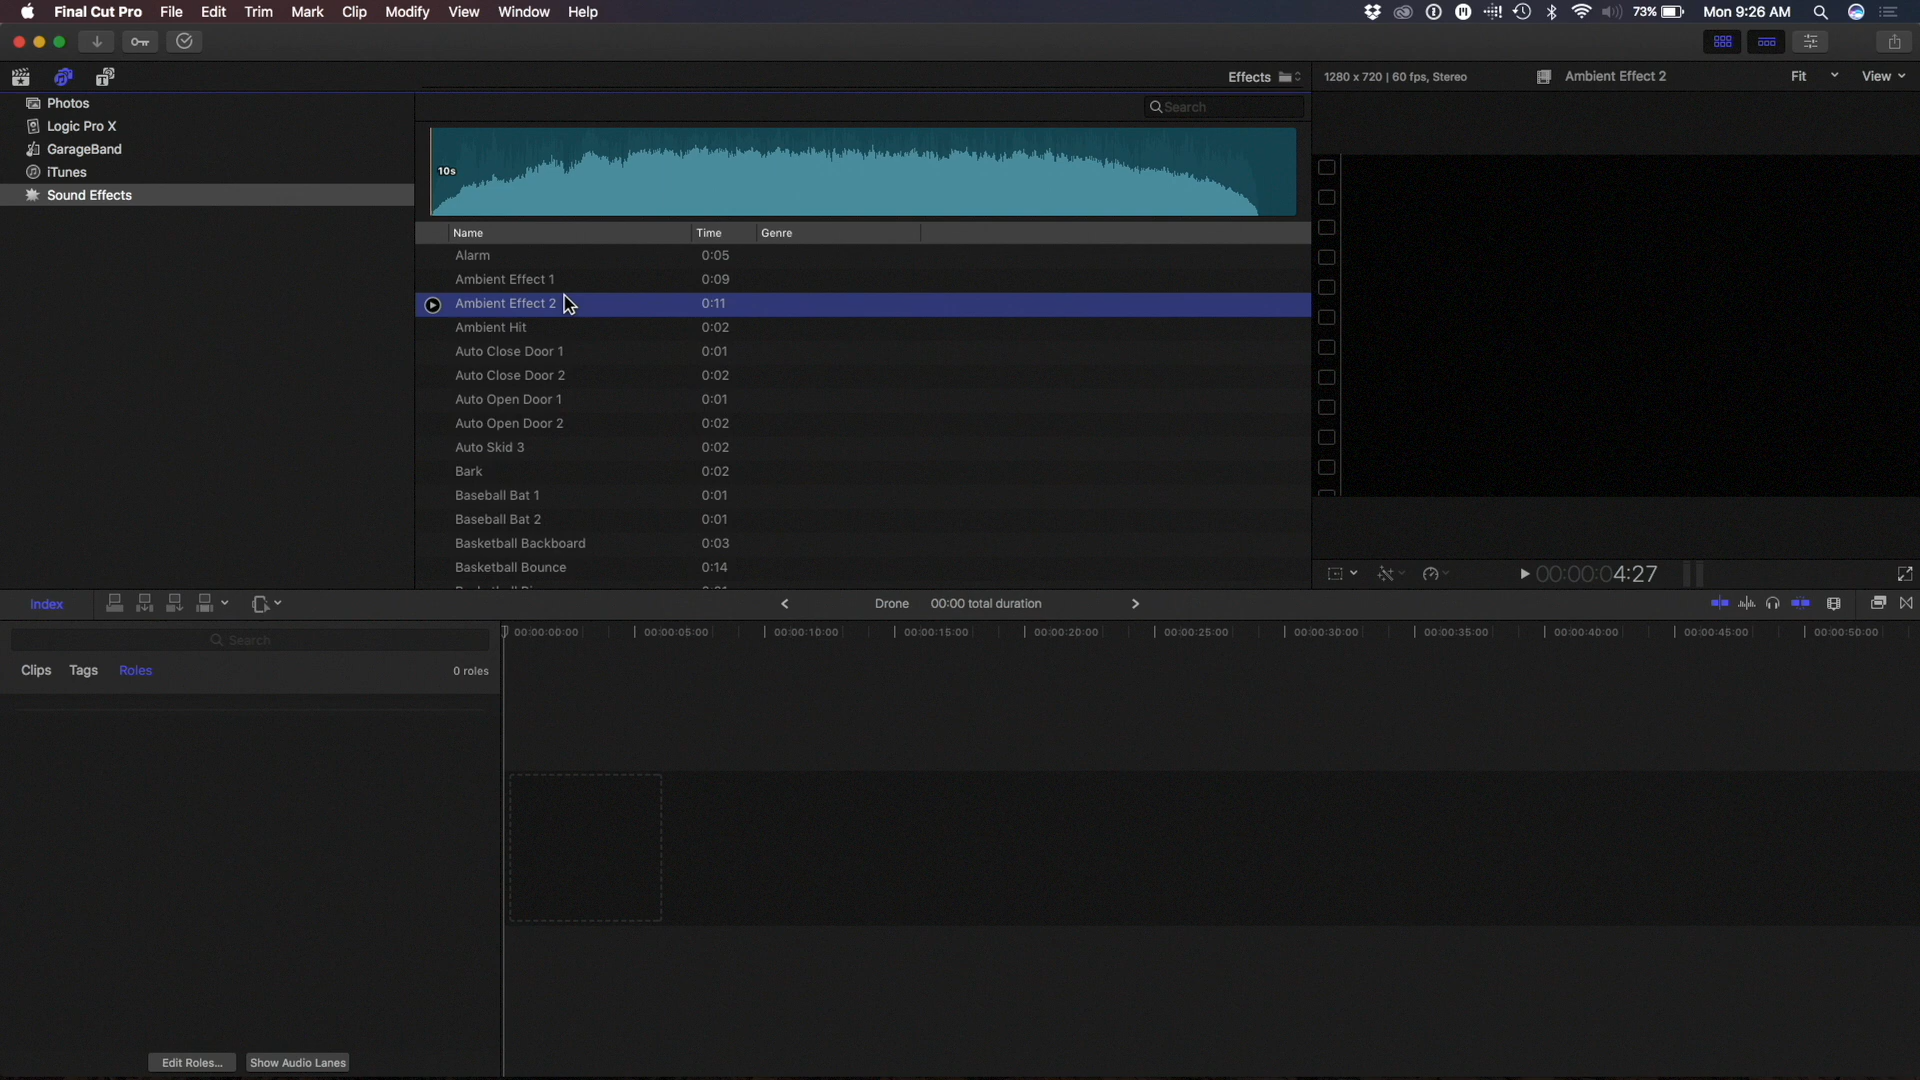 Final Cut Pro File Edit Trim Mark Clip Modify View Window Help 73% Mon 9:26 AM
Effects 1280 x 720 | 60 fps, Stereo Ambient Effect 2 Fit View
Photos
Logic Pro X
GarageBand
iTunes
Sound Effects
Search
10s
Name Time Genre
Alarm 0:05
Ambient Effect 1 0:09
Ambient Effect 2 0:11
Ambient Hit 0:02
Auto Close Door 1 0:01
Auto Close Door 2 0:02
Auto Open Door 1 0:01
Auto Open Door 2 0:02
Auto Skid 3 0:02
Bark 0:02
Baseball Bat 1 0:01
Baseball Bat 2 0:01
Basketball Backboard 0:03
Basketball Bounce 0:14
00:00:04:27
Index Drone 00:00 total duration
Search
00:00:00:00 00:00:05:00 00:00:10:00 00:00:15:00 00:00:20:00 00:00:25:00 00:00:30:00 00:00:35:00 00:00:40:00 00:00:45:00 00:00:50:00
Clips Tags Roles 0 roles
Edit Roles... Show Audio Lanes